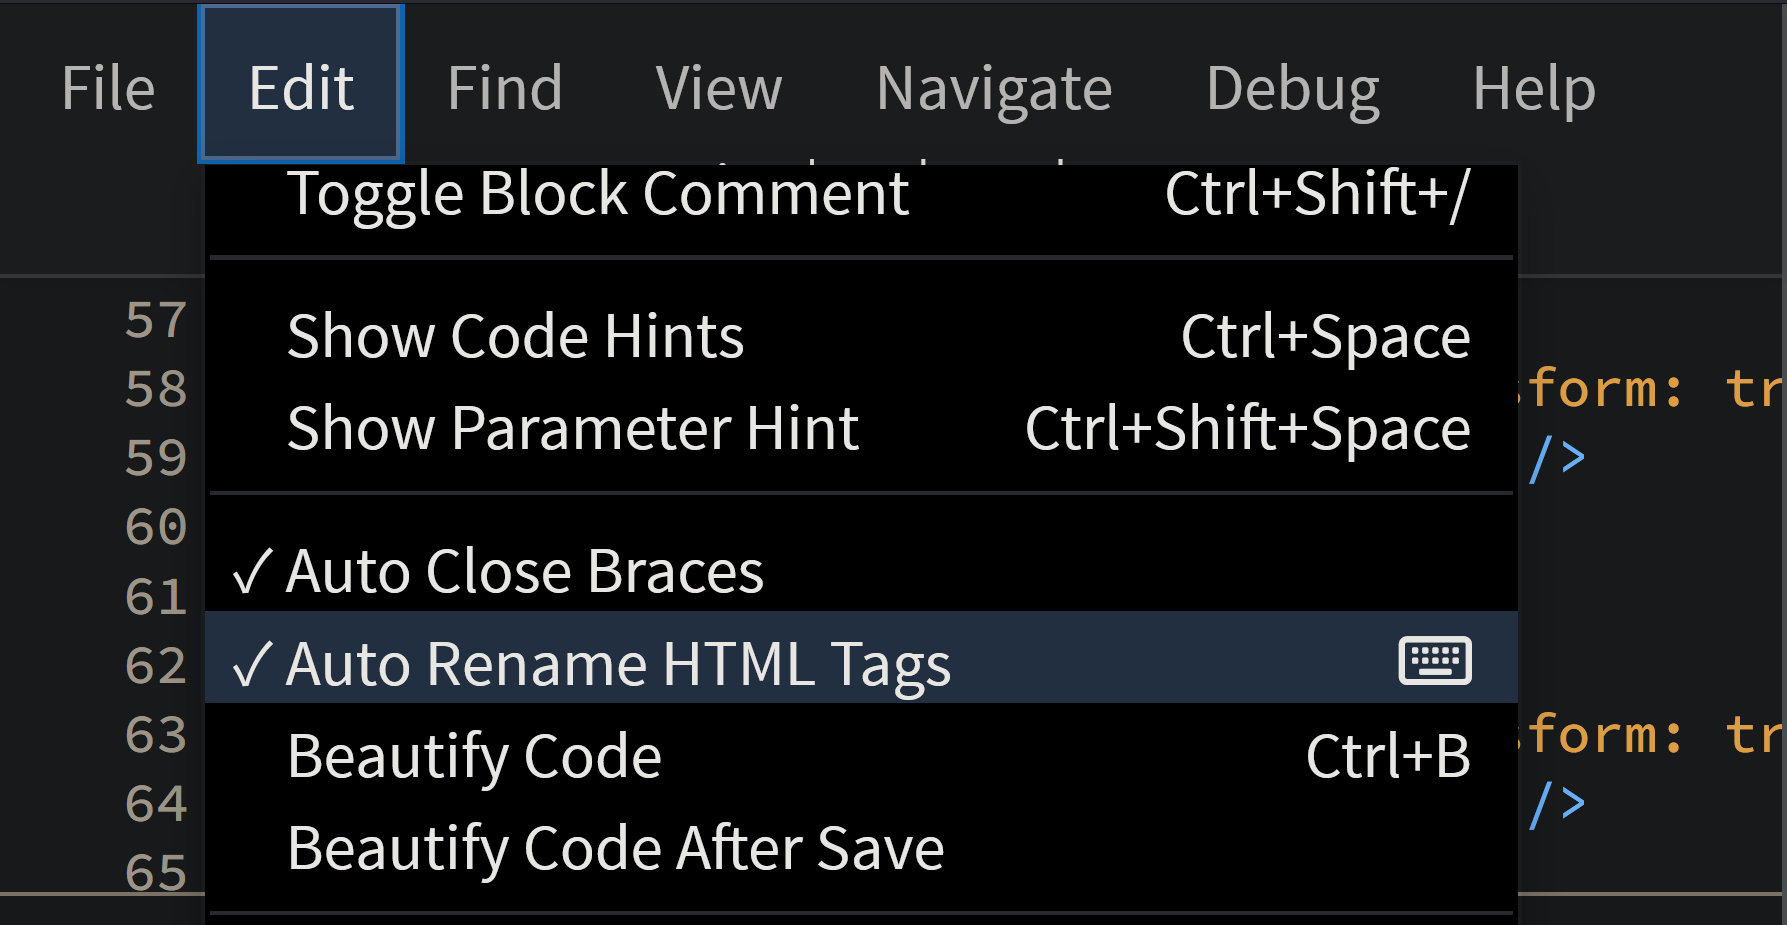 File Edit Find View Navigate Debug Help
Toggle Block Comment Ctrl+Shift+/
57
Show Code Hints Ctrl+Space
58 form: tr
Show Parameter Hint Ctrl+Shift+Space
59 />
60
✓ Auto Close Braces
61
✓ Auto Rename HTML Tags
62
63 form: tr
Beautify Code Ctrl+B
64 />
Beautify Code After Save
65